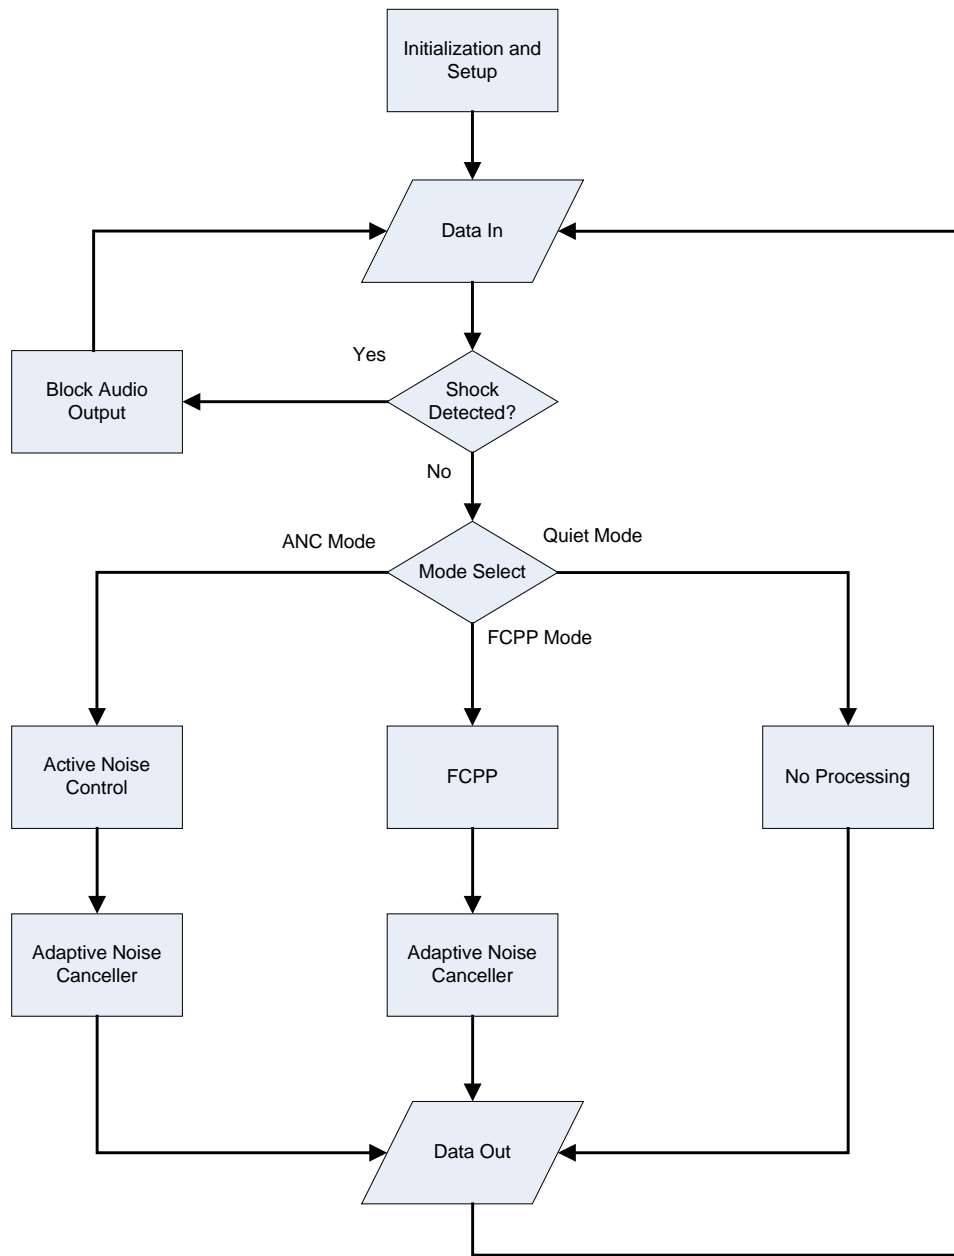 Initialization and
Setup
Data In
Yes
Block Audio
Output
Shock
Detected?
No
ANC Mode
Quiet Mode
Mode Select
FCPP Mode
Active Noise
Control
FCPP
No Processing
Adaptive Noise
Canceller
Adaptive Noise
Canceller
Data Out